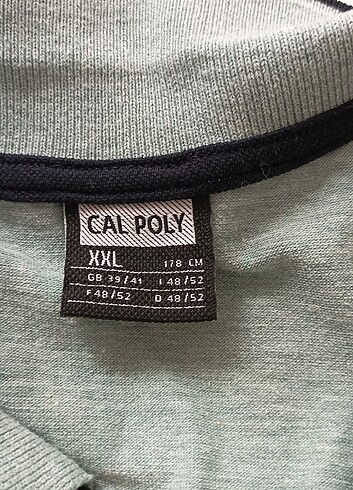 CAL POLY
XXL 178 CM
GB 39/41 I 48/52
F 48/52 D 48/52